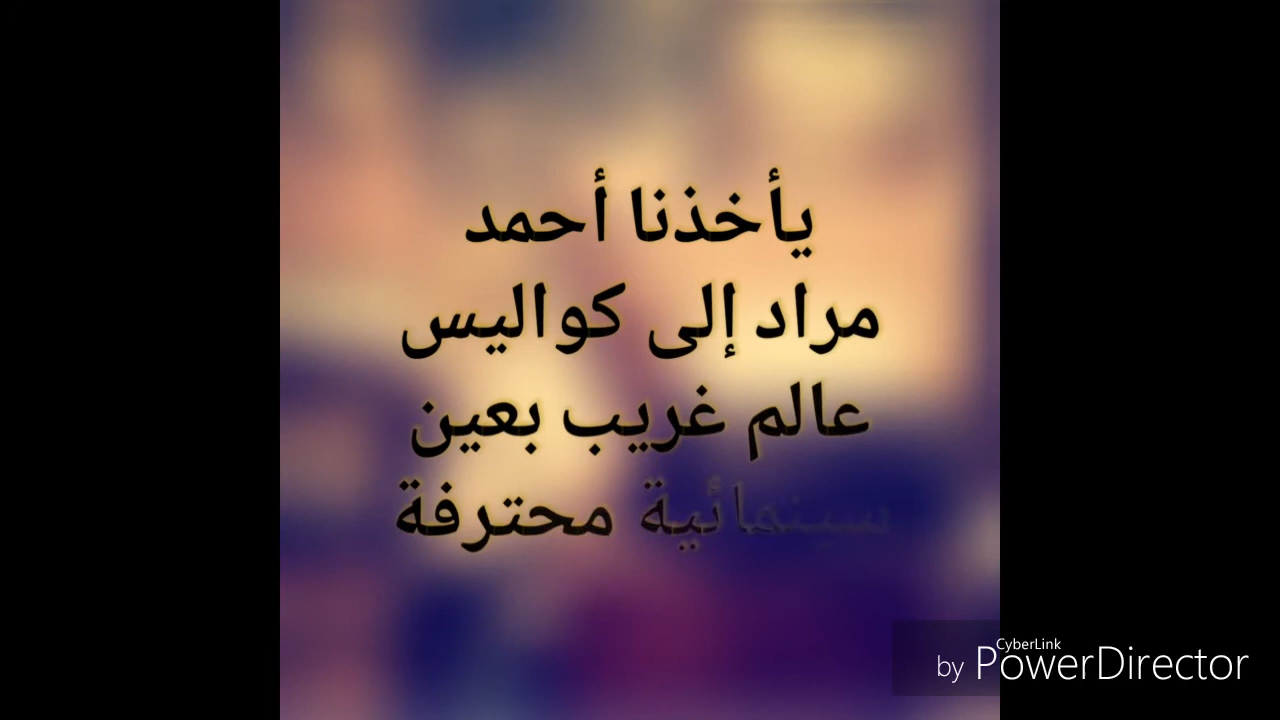 يأخذنا أحمد
مراد إلى كواليس
عالم غريب بعين
سينمائية محترفة
CyberLink
by PowerDirector